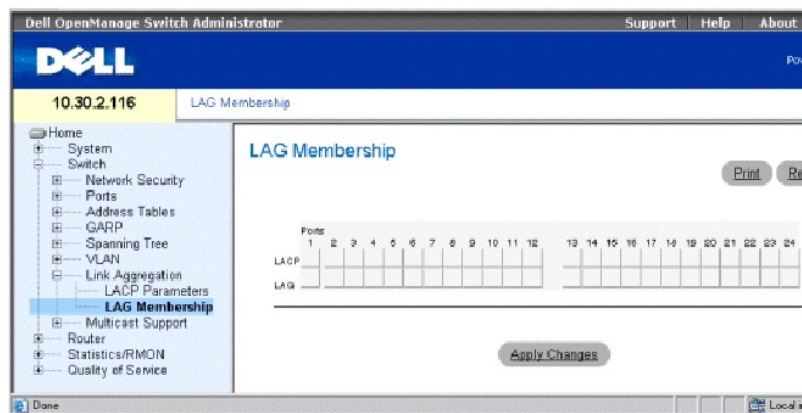 Dell OpenManage Switch Administrator Support Help About
DELL
10.30.2.116 LAG Membership
Home
System
Switch
Network Security
Ports
Address Tables
GARP
Spanning Tree
VLAN
Link Aggregation
LACP Parameters
LAG Membership
Multicast Support
Router
Statistics/RMON
Quality of Service
LAG Membership
Print
Ports
1 2 3 4 5 6 7 8 9 10 11 12 13 14 15 16 17 18 19 20 21 22 23 24
LACP
LAG
Apply Changes
Done
Local i